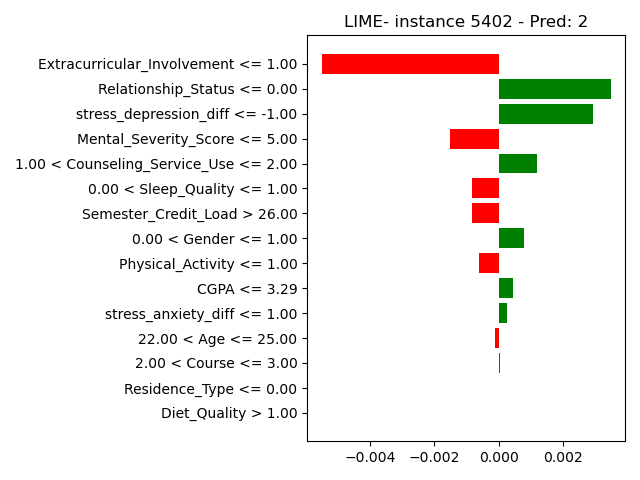 LIME- instance 5402 - Pred: 2
Extracurricular_Involvement <= 1.00
Relationship_Status <= 0.00
stress_depression_diff <= -1.00
Mental_Severity_Score <= 5.00
1.00 < Counseling_Service_Use <= 2.00
0.00 < Sleep_Quality <= 1.00
Semester_Credit_Load > 26.00
0.00 < Gender <= 1.00
Physical_Activity <= 1.00
CGPA <= 3.29
stress_anxiety_diff <= 1.00
22.00 < Age <= 25.00
2.00 < Course <= 3.00
Residence_Type <= 0.00
Diet_Quality > 1.00
−0.004 −0.002 0.000 0.002